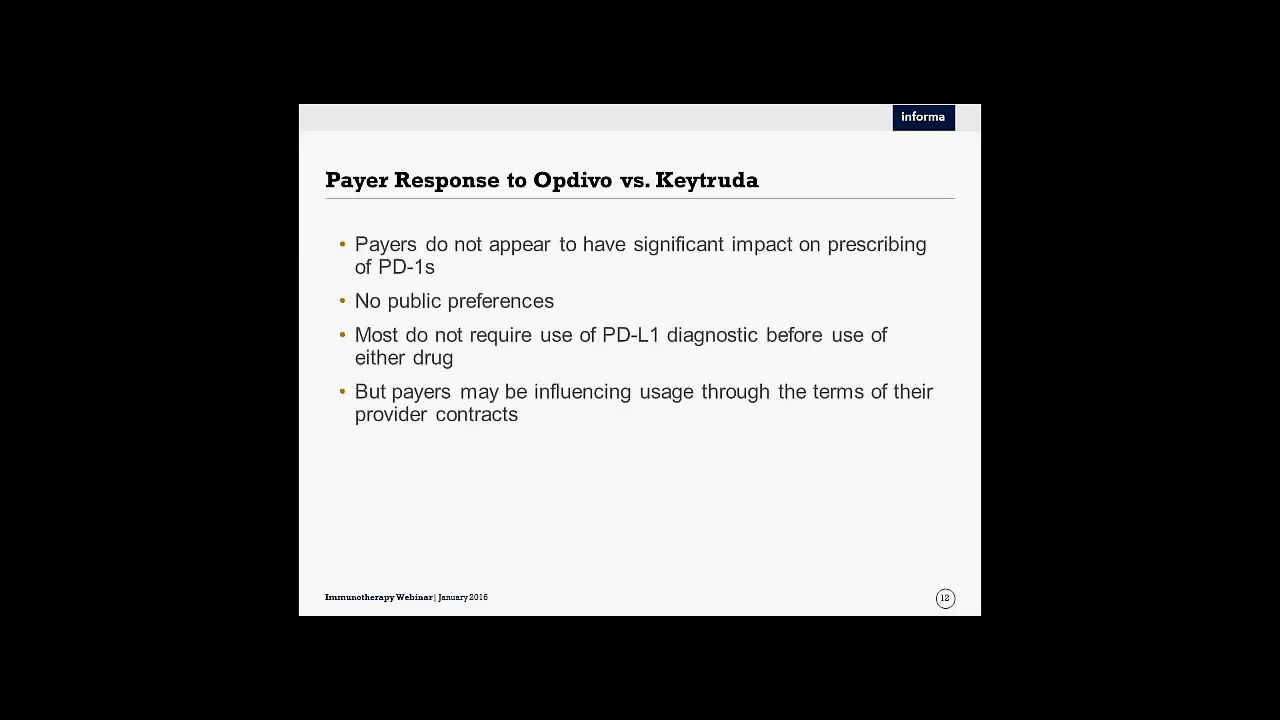 informa
Payer Response to Opdivo vs. Keytruda
• Payers do not appear to have significant impact on prescribing
of PD-1s
• No public preferences
• Most do not require use of PD-L1 diagnostic before use of
either drug
• But payers may be influencing usage through the terms of their
provider contracts
Immunotherapy Webinar | January 2016
12